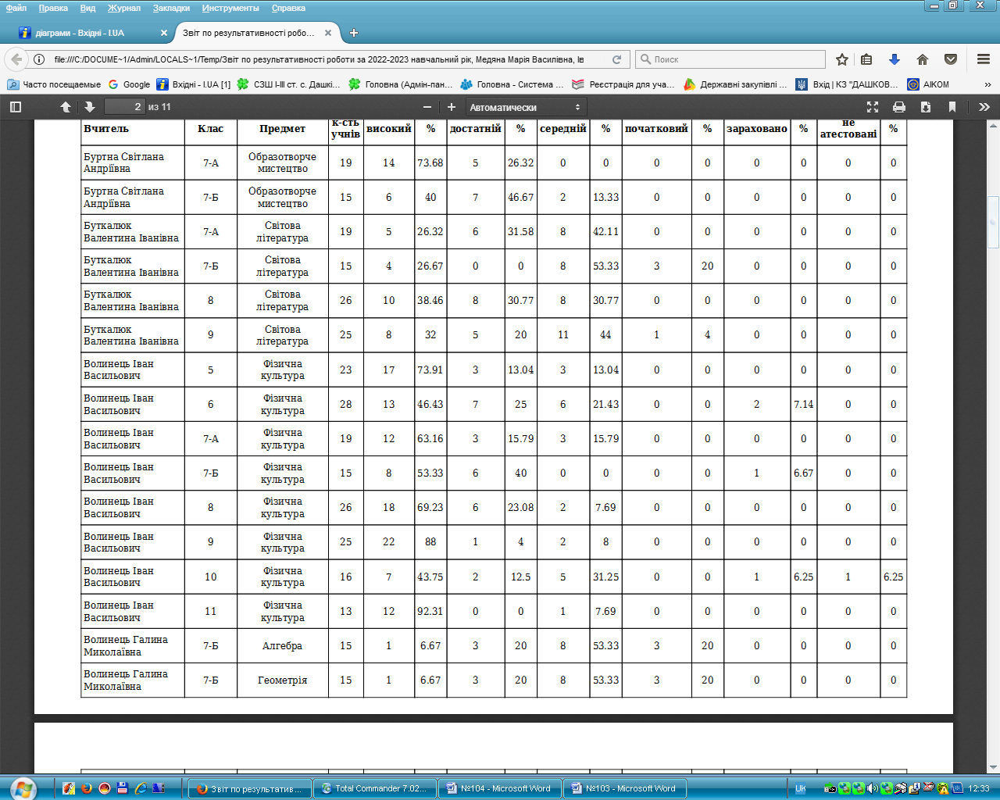 Файл Правка Вид Журнал Закладки Инструменты Справка
діаграми - Вхідні - I.UA × Звіт по результативності робо… × +
file:///C:/DOCUME~1/Admin/LOCALS~1/Temp/Звіт по результативності роботи за 2022-2023 навчальний рік, Медяна Марія Василівна, Ів Поиск
Часто посещаемые Google Вхідні - I.UA [1] СЗШ І-ІІІ ст. с. Дашкі… Головна (Адмін-пан… Головна - Система … Реєстрація для уча… Державні закупівлі … Вхід | КЗ "ДАШКОВ… АІКОМ »
2 из 11 Автоматически
Вчитель Клас Предмет к-сть учнів високий % достатній % середній % початковий % зараховано % не атестовані %
Буртна Світлана Андріївна 7-А Образотворче мистецтво 19 14 73.68 5 26.32 0 0 0 0 0 0 0 0
Буртна Світлана Андріївна 7-Б Образотворче мистецтво 15 6 40 7 46.67 2 13.33 0 0 0 0 0 0
Буткалюк Валентина Іванівна 7-А Світова література 19 5 26.32 6 31.58 8 42.11 0 0 0 0 0 0
Буткалюк Валентина Іванівна 7-Б Світова література 15 4 26.67 0 0 8 53.33 3 20 0 0 0 0
Буткалюк Валентина Іванівна 8 Світова література 26 10 38.46 8 30.77 8 30.77 0 0 0 0 0 0
Буткалюк Валентина Іванівна 9 Світова література 25 8 32 5 20 11 44 1 4 0 0 0 0
Волинець Іван Васильович 5 Фізична культура 23 17 73.91 3 13.04 3 13.04 0 0 0 0 0 0
Волинець Іван Васильович 6 Фізична культура 28 13 46.43 7 25 6 21.43 0 0 2 7.14 0 0
Волинець Іван Васильович 7-А Фізична культура 19 12 63.16 3 15.79 3 15.79 0 0 0 0 0 0
Волинець Іван Васильович 7-Б Фізична культура 15 8 53.33 6 40 0 0 0 0 1 6.67 0 0
Волинець Іван Васильович 8 Фізична культура 26 18 69.23 6 23.08 2 7.69 0 0 0 0 0 0
Волинець Іван Васильович 9 Фізична культура 25 22 88 1 4 2 8 0 0 0 0 0 0
Волинець Іван Васильович 10 Фізична культура 16 7 43.75 2 12.5 5 31.25 0 0 1 6.25 1 6.25
Волинець Іван Васильович 11 Фізична культура 13 12 92.31 0 0 1 7.69 0 0 0 0 0 0
Волинець Галина Миколаївна 7-Б Алгебра 15 1 6.67 3 20 8 53.33 3 20 0 0 0 0
Волинець Галина Миколаївна 7-Б Геометрія 15 1 6.67 3 20 8 53.33 3 20 0 0 0 0
Звіт по результатив… Total Commander 7.02… №104 - Microsoft Word №103 - Microsoft Word Uk 12:33